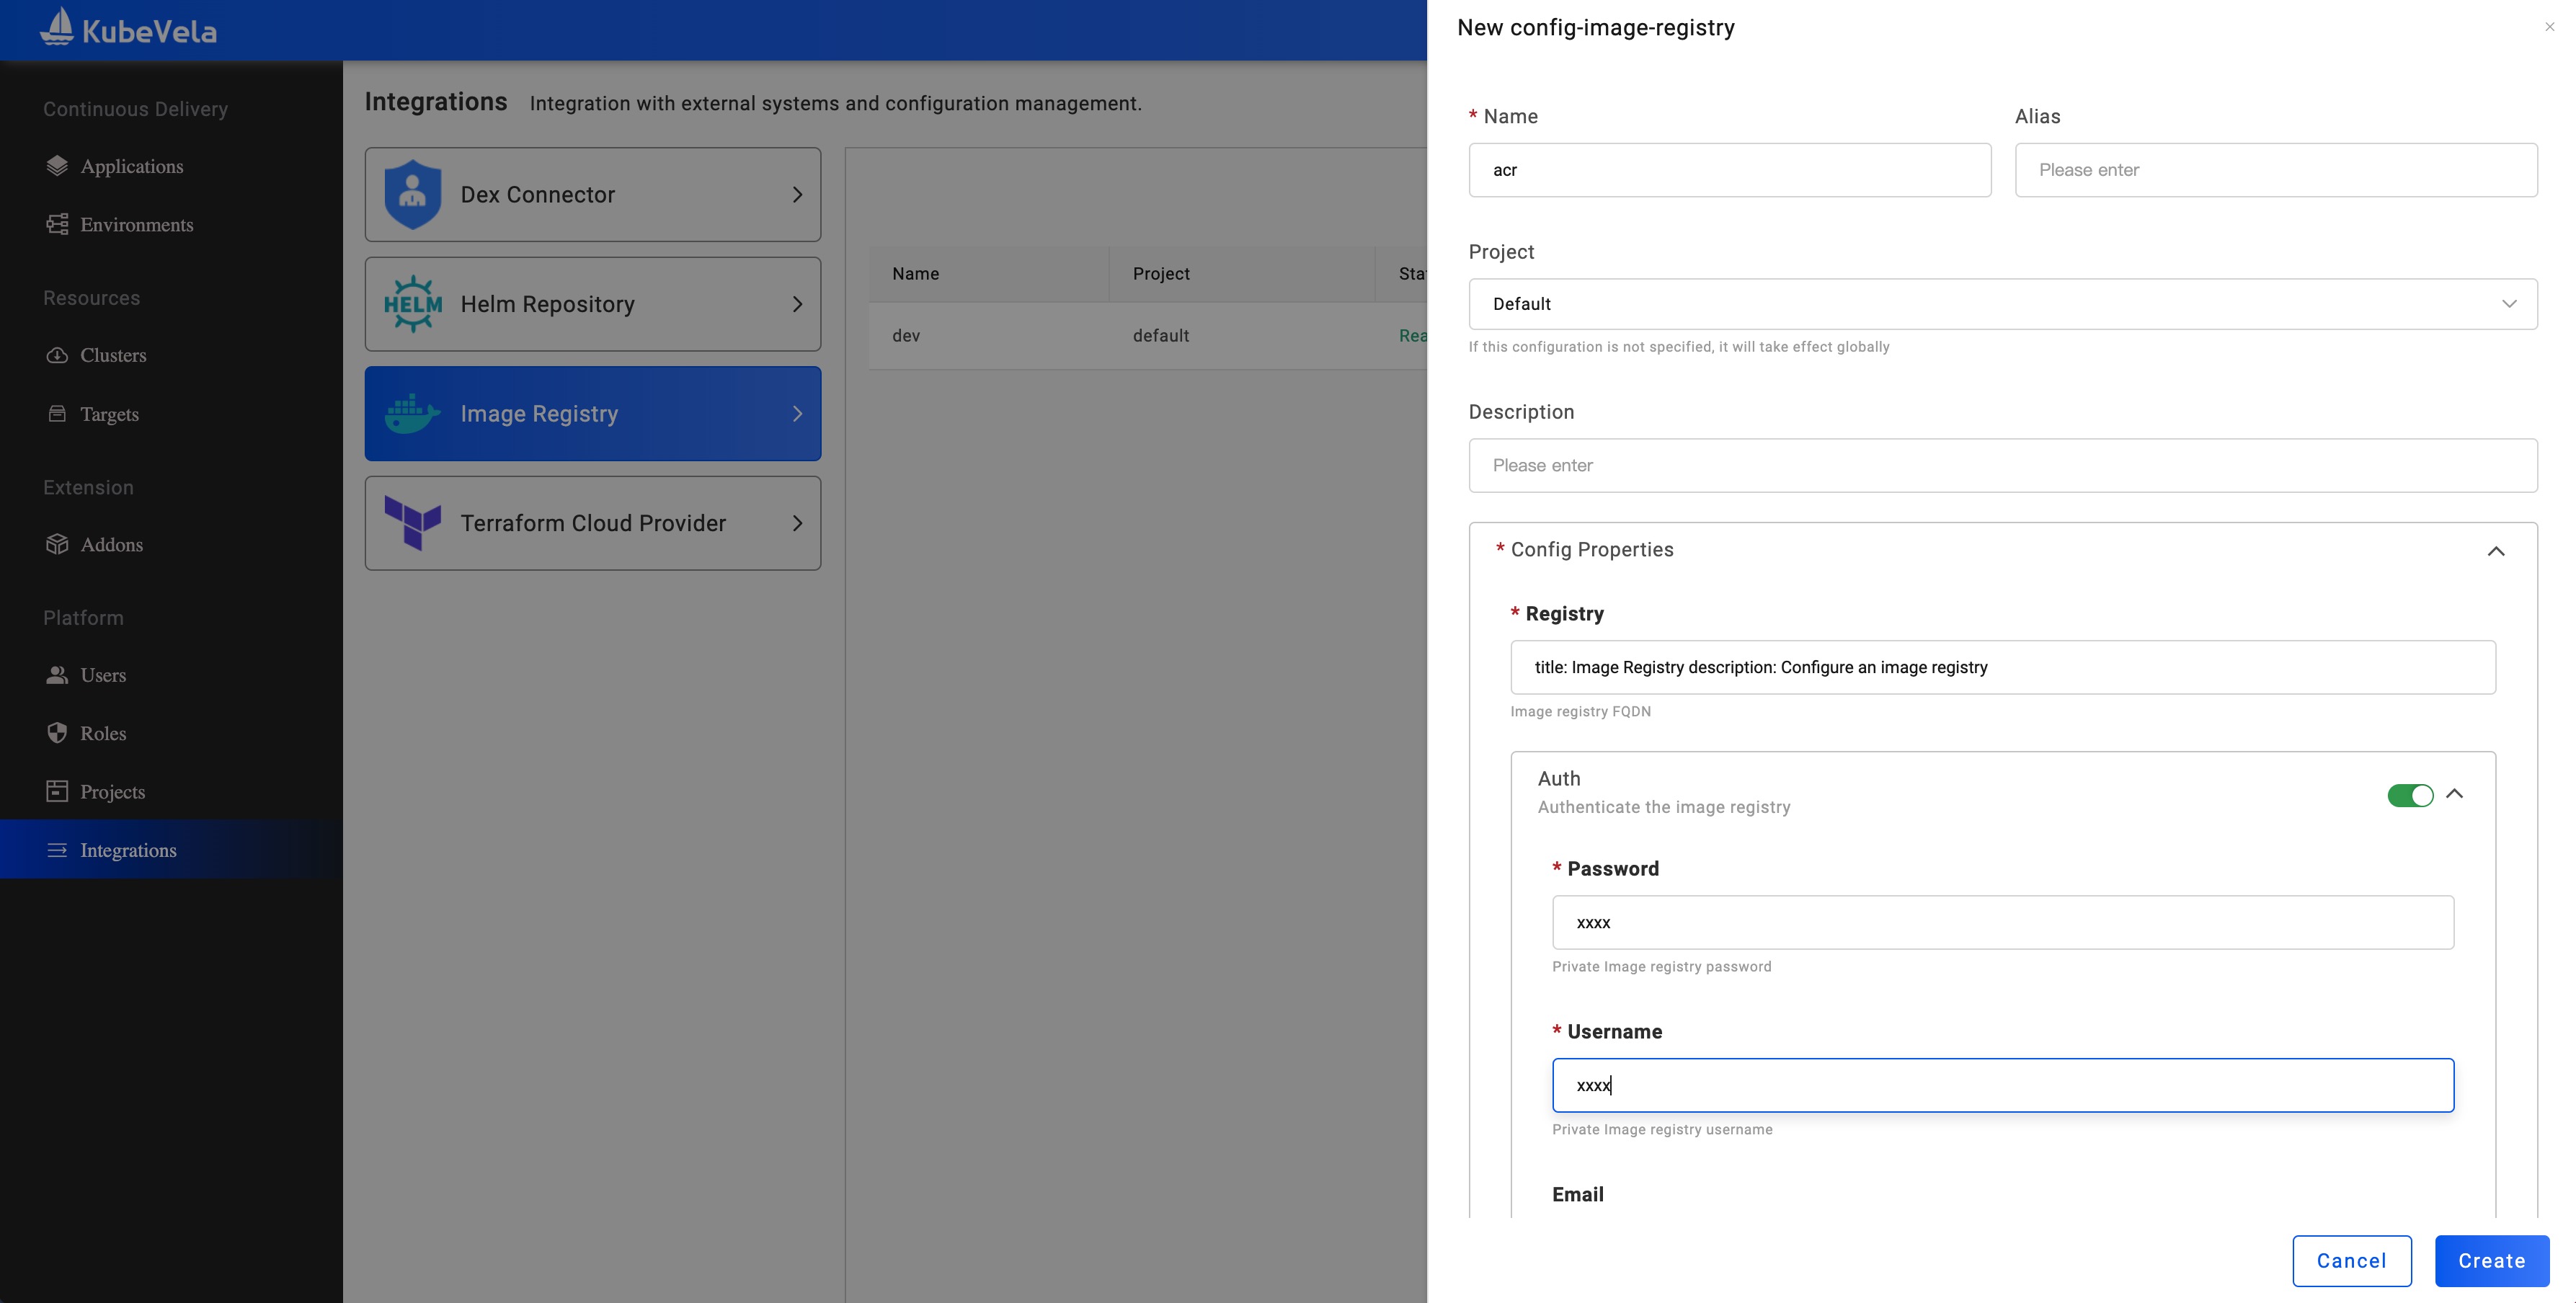 KubeVela
Continuous Delivery
Applications
Environments
Resources
Clusters
Targets
Extension
Addons
Platform
Users
Roles
Projects
Integrations
Integrations Integration with external systems and configuration management.
Dex Connector
HELM Helm Repository
Image Registry
Terraform Cloud Provider
Name Project Sta
dev default Rea
New config-image-registry
* Name Alias
acr Please enter
Project
Default
If this configuration is not specified, it will take effect globally
Description
Please enter
* Config Properties
* Registry
title: Image Registry description: Configure an image registry
Image registry FQDN
Auth
Authenticate the image registry
* Password
xxxx
Private Image registry password
* Username
xxxx
Private Image registry username
Email
Cancel Create